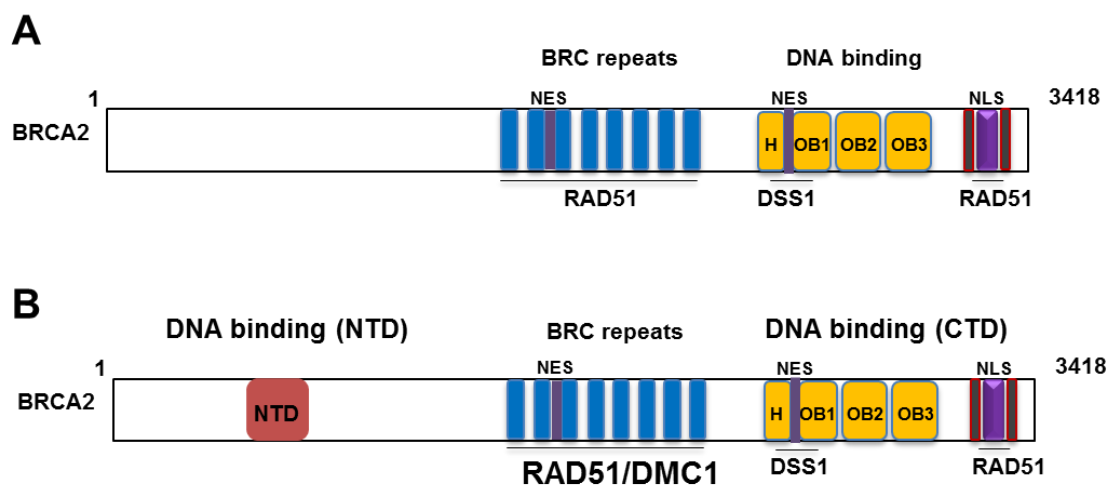 A
BRC repeats DNA binding
1 NES NES NLS 3418
BRCA2 H OB1 OB2 OB3
RAD51 DSS1 RAD51
B
DNA binding (NTD) BRC repeats DNA binding (CTD)
1 NES NES NLS 3418
BRCA2 NTD H OB1 OB2 OB3
RAD51/DMC1 DSS1 RAD51